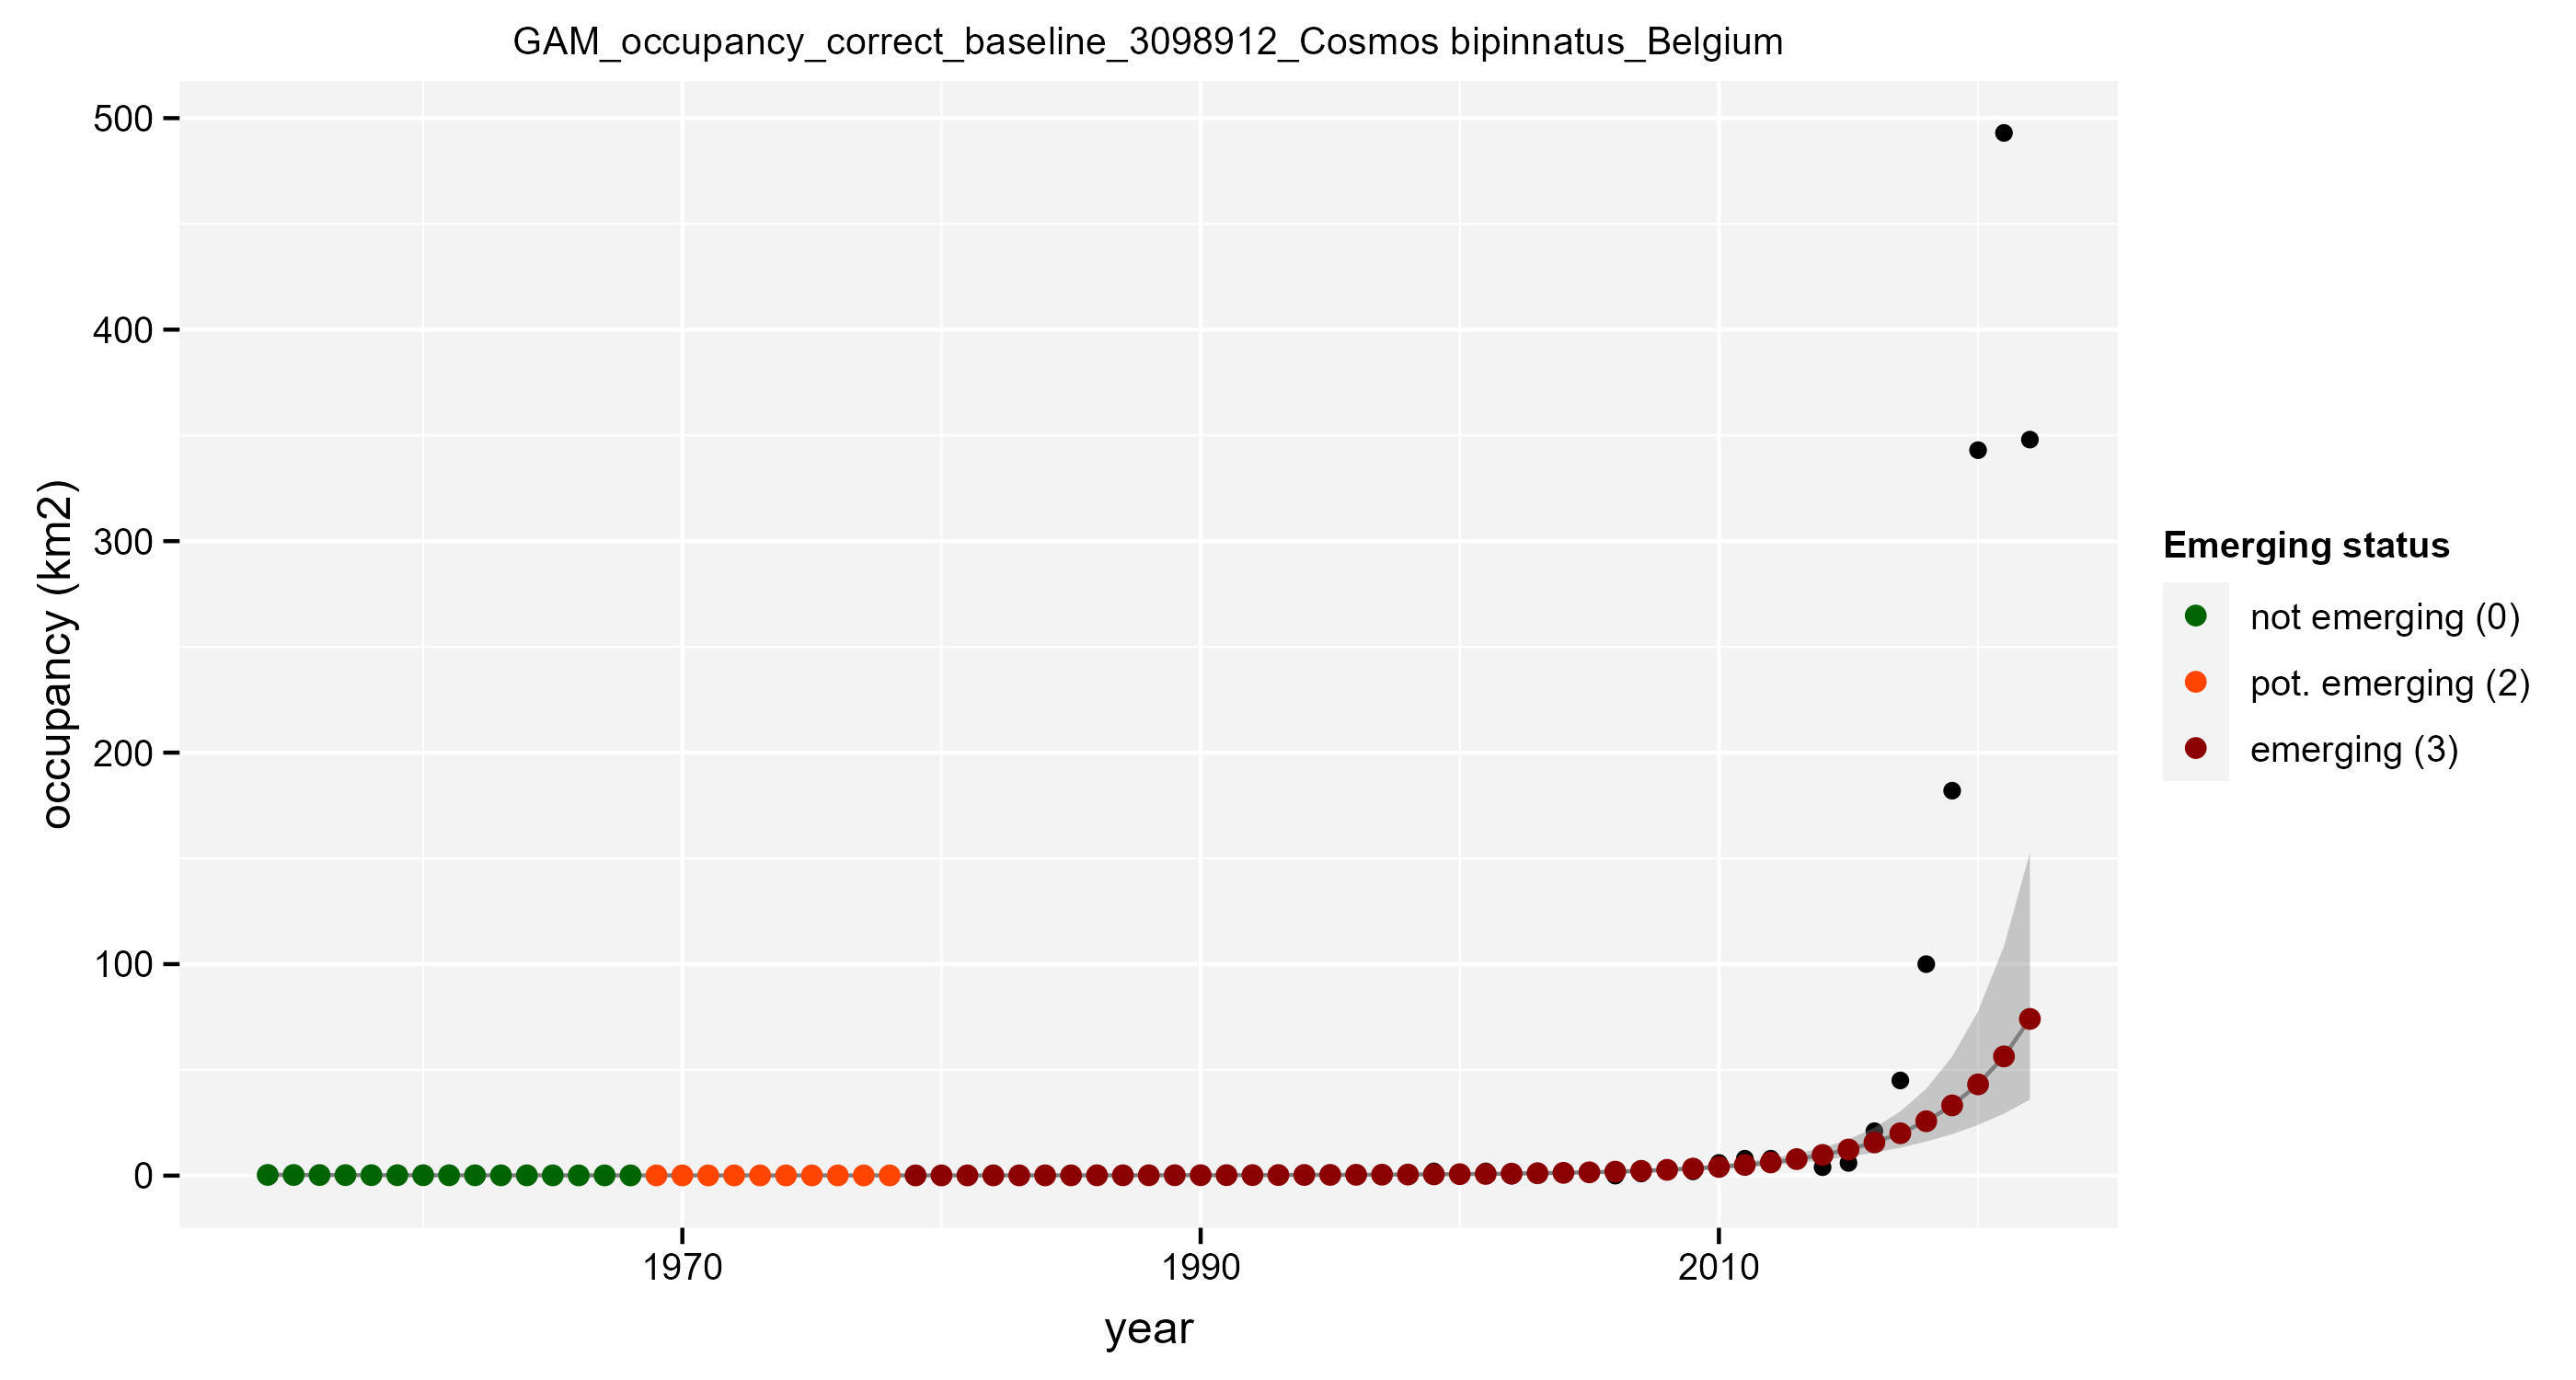 GAM_occupancy_correct_baseline_3098912_Cosmos bipinnatus_Belgium
500
400
300
200
100
0
occupancy (km2)
1970
1990
2010
year
Emerging status
not emerging (0)
pot. emerging (2)
emerging (3)